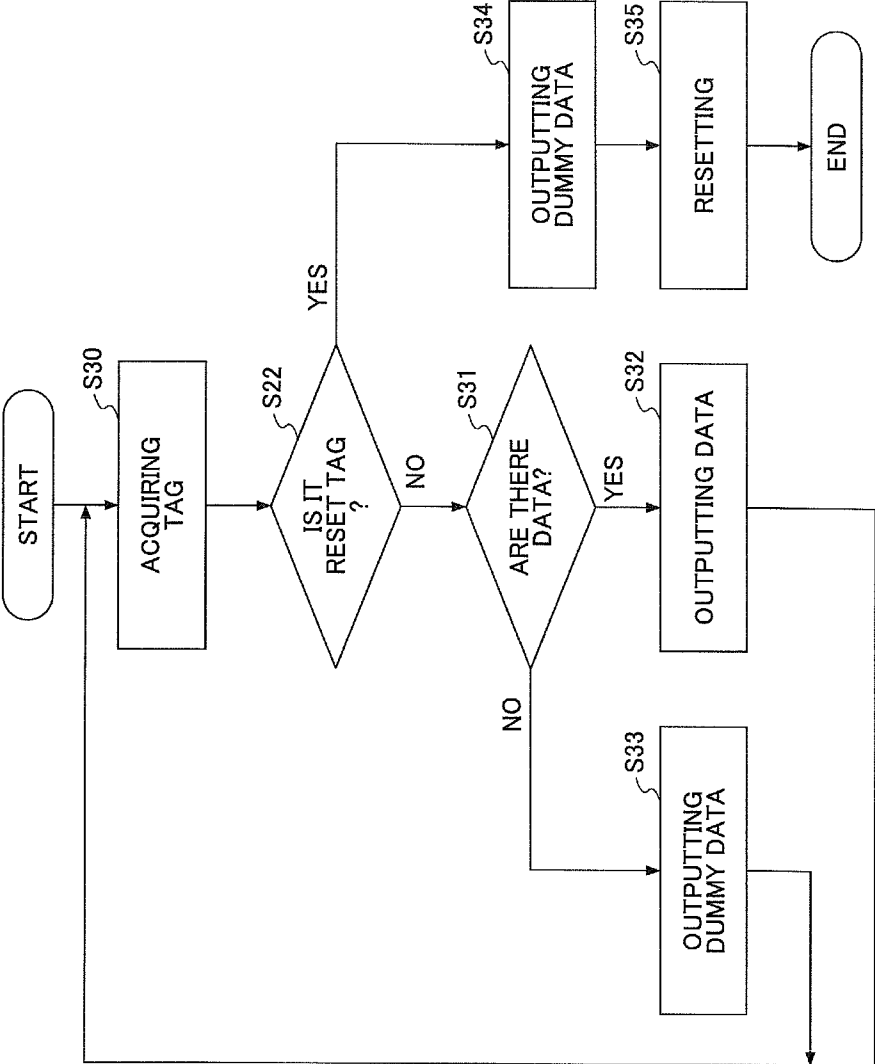 START
S30
ACQUIRING
TAG
S22
IS IT
RESET TAG
?
YES
NO
S31
ARE THERE
DATA?
YES
NO
S32
OUTPUTTING DATA
S33
OUTPUTTING
DUMMY DATA
S34
OUTPUTTING
DUMMY DATA
S35
RESETTING
END